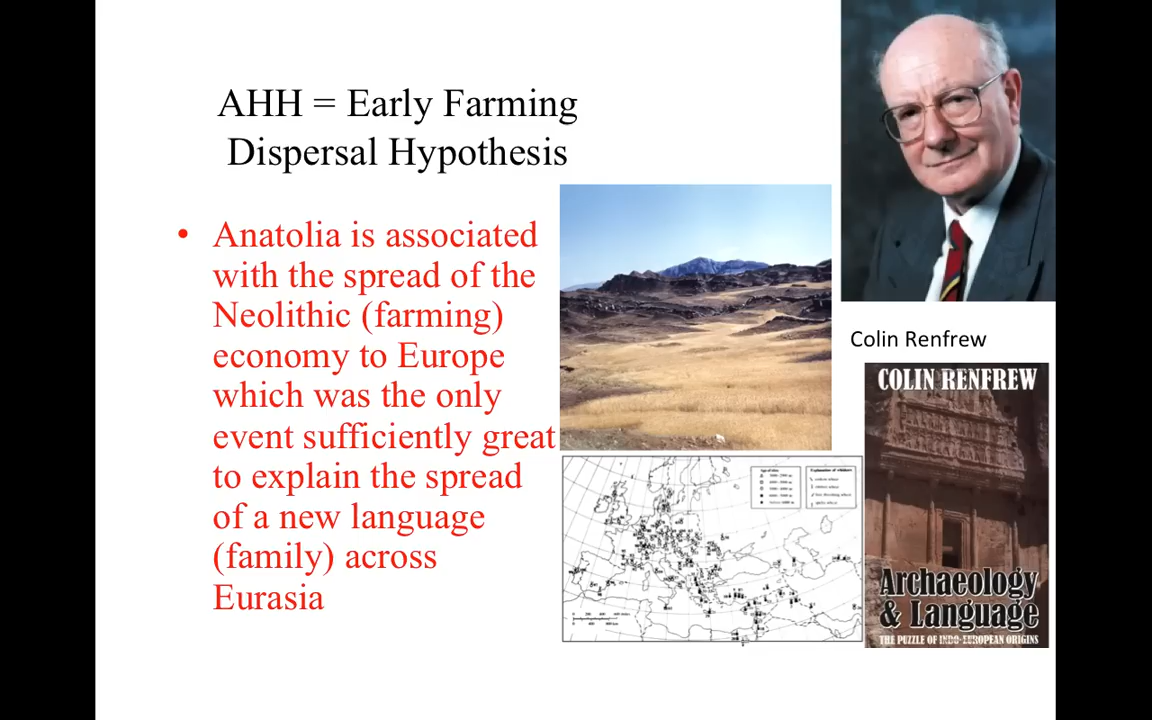 AHH = Early Farming
Dispersal Hypothesis
• Anatolia is associated
with the spread of the
Neolithic (farming)
economy to Europe
which was the only
event sufficiently great
to explain the spread
of a new language
(family) across
Eurasia
Colin Renfrew
COLIN RENFREW
Archaeology
& Language
THE PUZZLE OF INDO-EUROPEAN ORIGINS